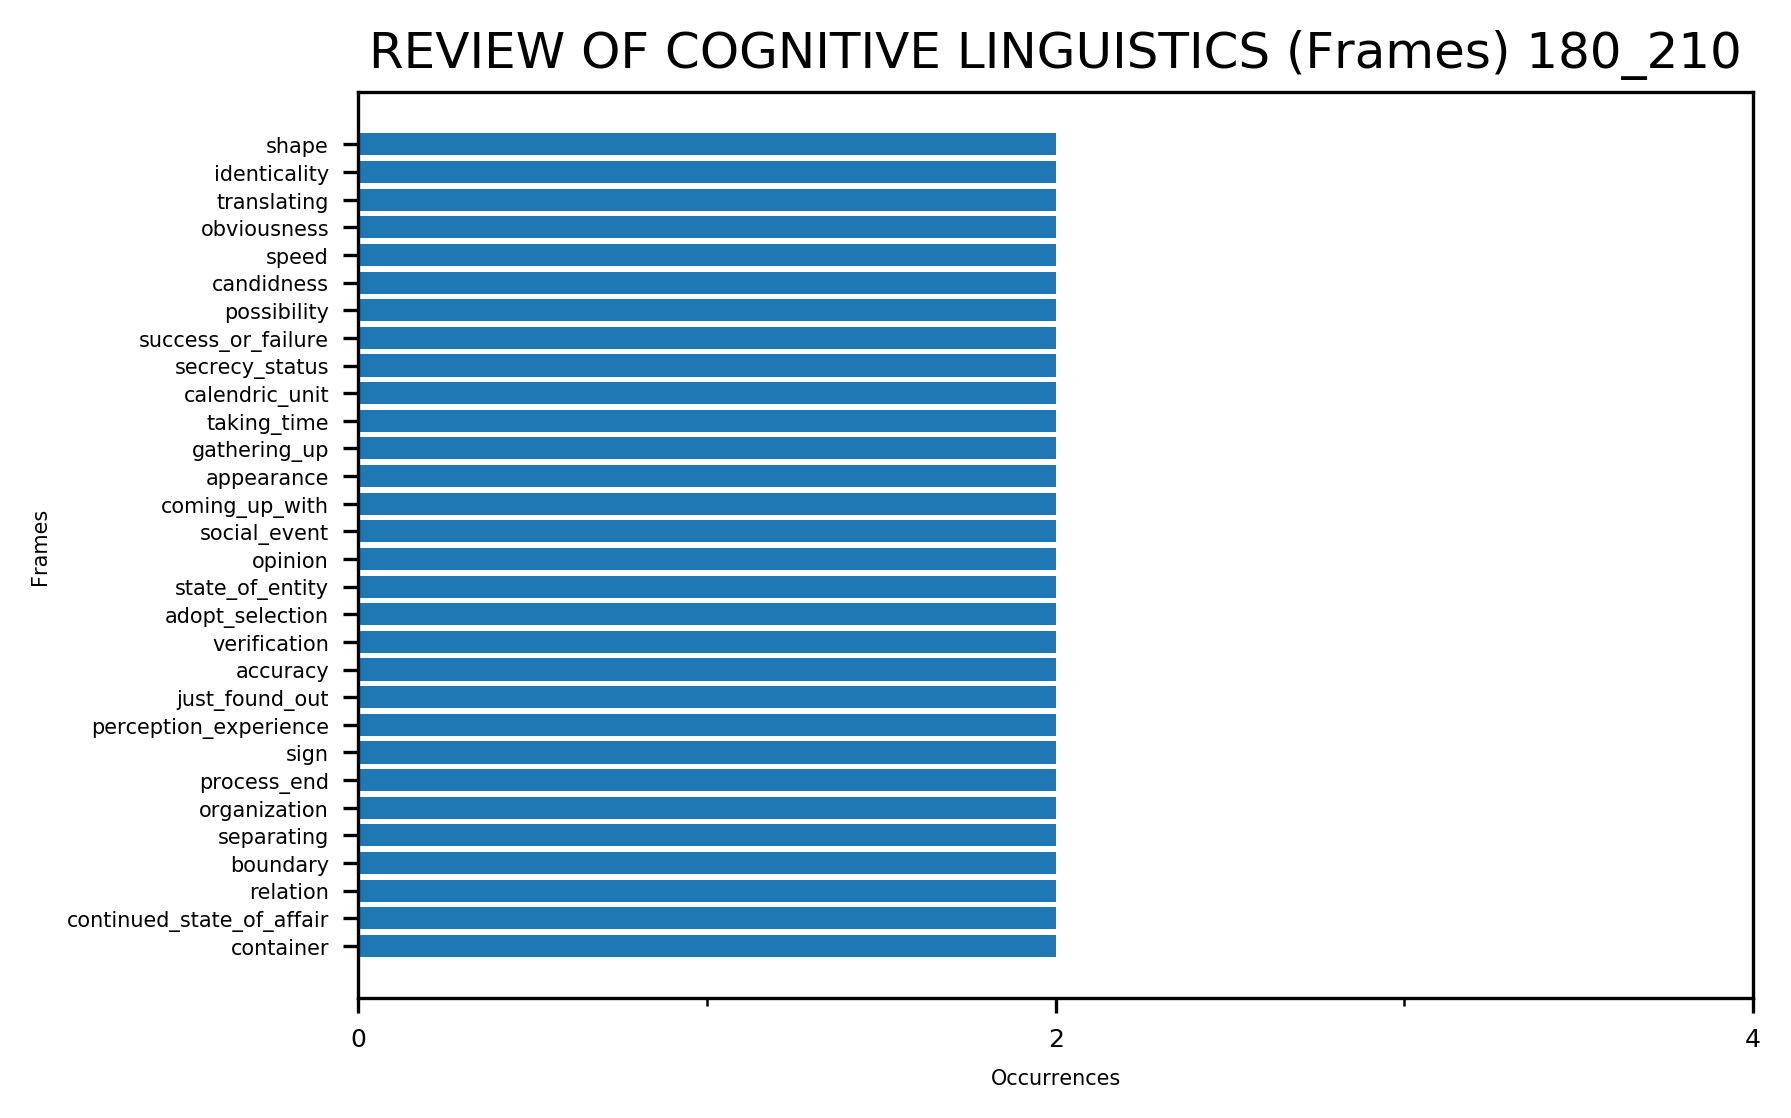 REVIEW OF COGNITIVE LINGUISTICS (Frames) 180_210
shape
identicality
translating
obviousness
speed
candidness
possibility
success_or_failure
secrecy_status
calendric_unit
taking_time
gathering_up
appearance
coming_up_with
social_event
opinion
state_of_entity
adopt_selection
verification
accuracy
just_found_out
perception_experience
sign
process_end
organization
separating
boundary
relation
continued_state_of_affair
container
Frames
0 2 4
Occurrences